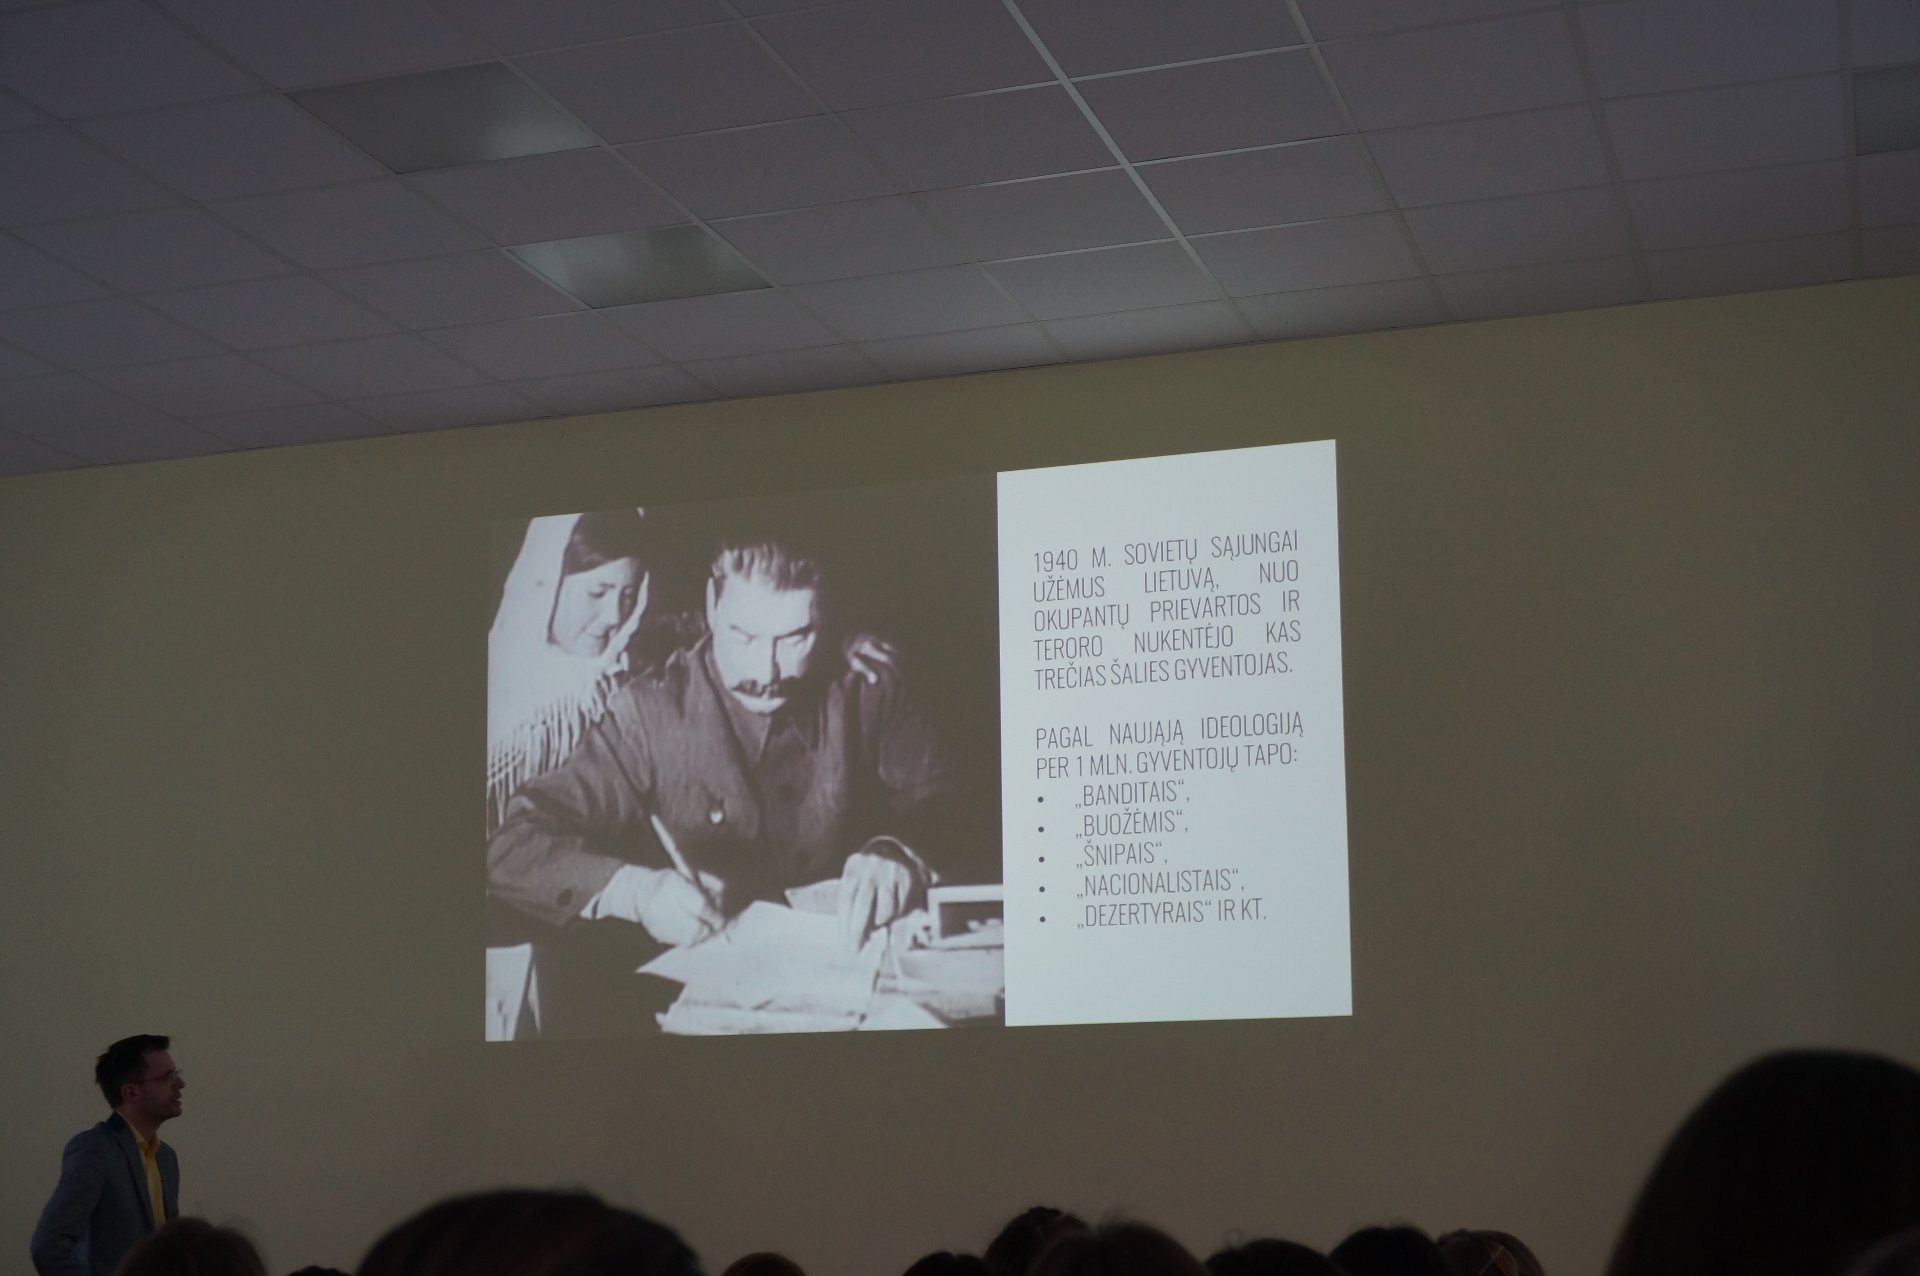 1940 M. SOVIETŲ SĄJUNGAI
UŽĖMUS LIETUVĄ, NUO
OKUPANTŲ PRIEVARTOS IR
TERORO NUKENTĖJO KAS
TREČIAS ŠALIES GYVENTOJAS.
PAGAL NAUJĄJĄ IDEOLOGIJĄ
PER 1 MLN. GYVENTOJŲ TAPO:
• „BANDITAIS“,
• „BUOŽĖMIS“,
• „ŠNIPAIS“,
• „NACIONALISTAIS“,
• „DEZERTYRAIS“ IR KT.